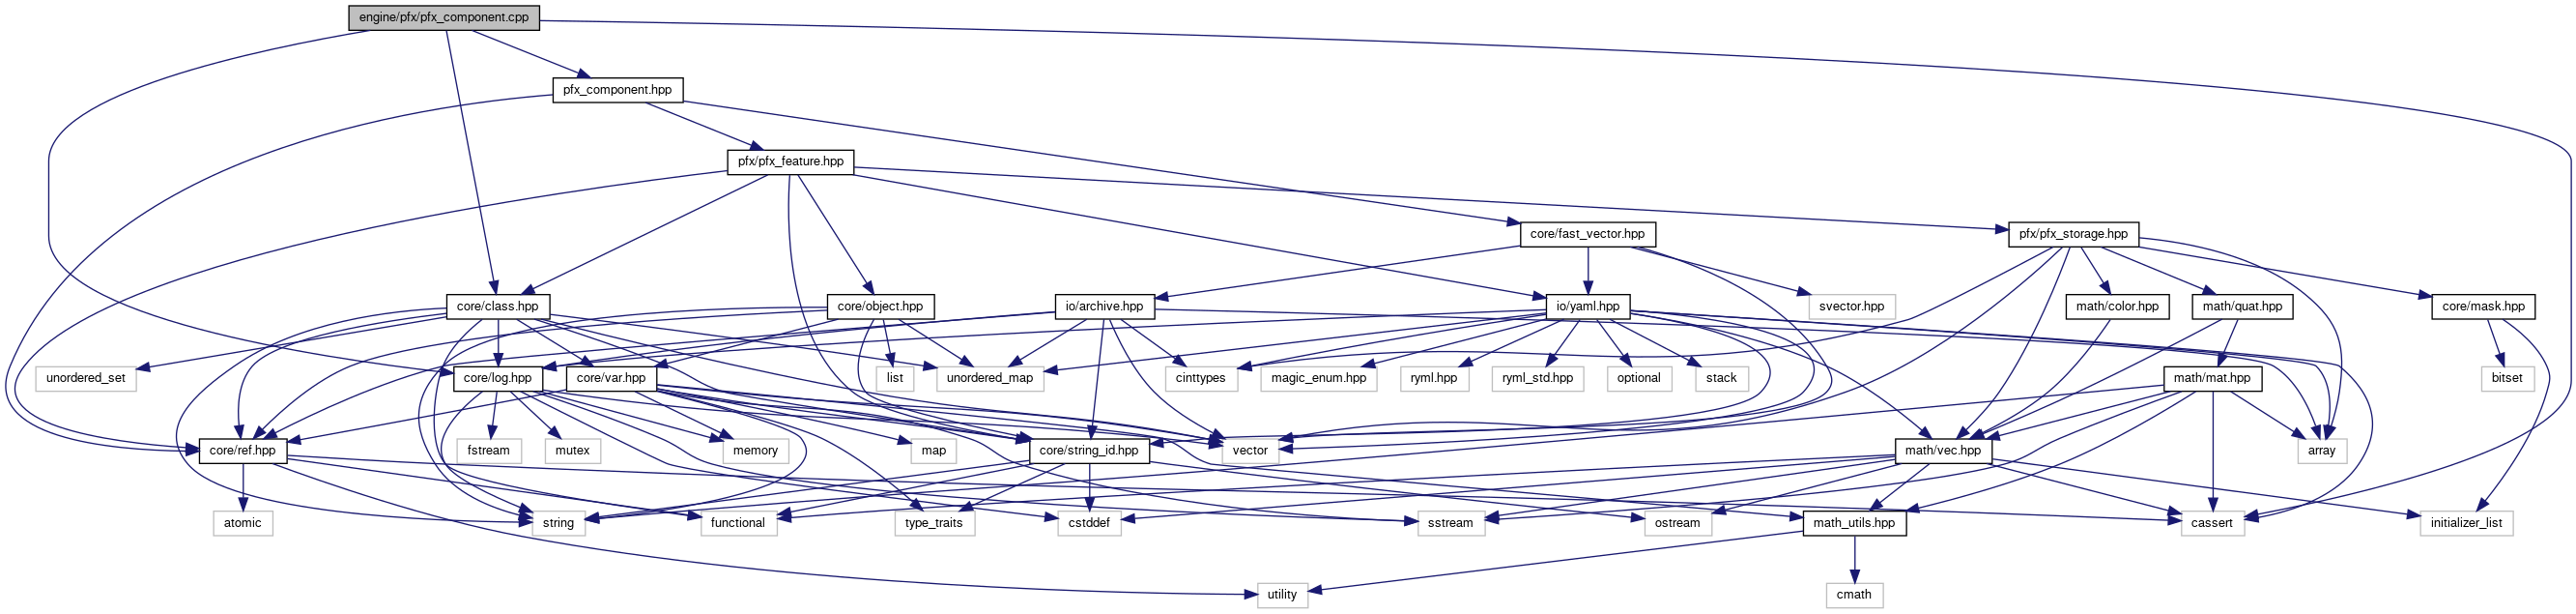 engine/pfx/pfx_component.cpp
pfx_component.hpp
pfx/pfx_feature.hpp
core/fast_vector.hpp
pfx/pfx_storage.hpp
core/class.hpp
core/object.hpp
io/archive.hpp
io/yaml.hpp
svector.hpp
math/color.hpp
math/quat.hpp
core/mask.hpp
unordered_set
core/log.hpp
core/var.hpp
list
unordered_map
cinttypes
magic_enum.hpp
ryml.hpp
ryml_std.hpp
optional
stack
math/mat.hpp
bitset
core/ref.hpp
fstream
mutex
memory
map
core/string_id.hpp
vector
math/vec.hpp
array
atomic
string
functional
type_traits
cstddef
sstream
ostream
math_utils.hpp
cassert
initializer_list
utility
cmath